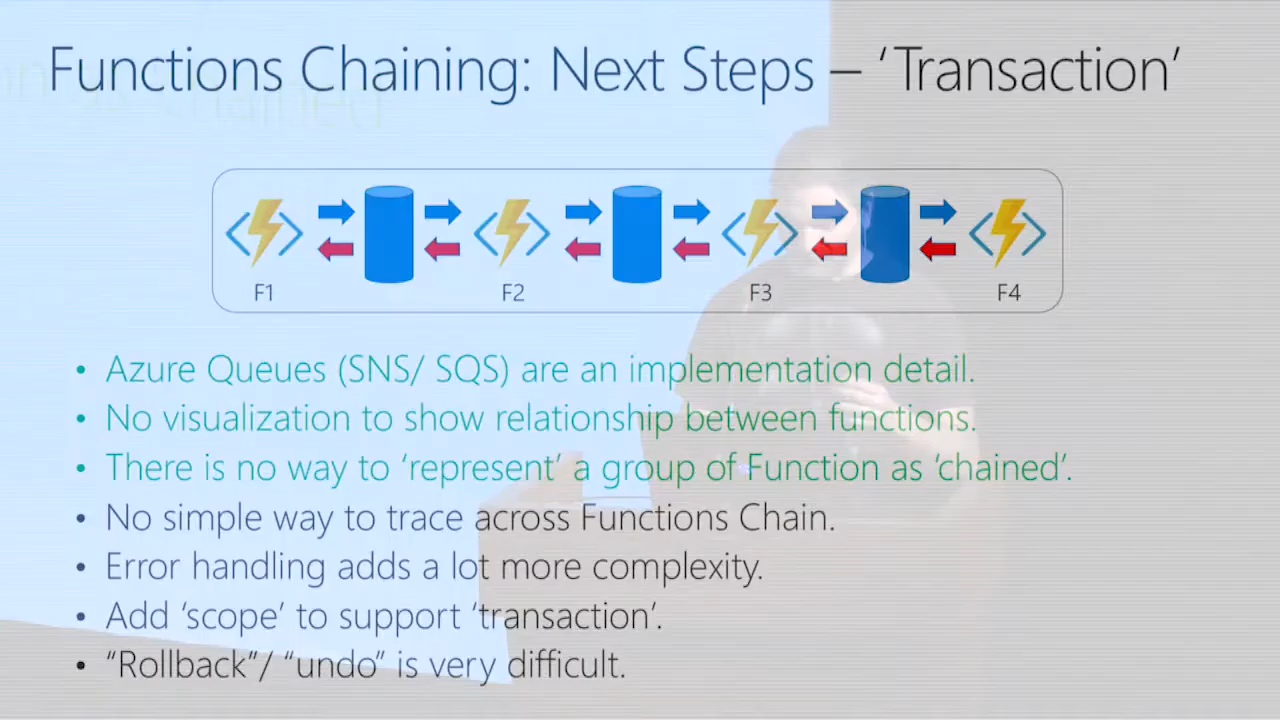 Functions Chaining: Next Steps – ‘Transaction’
F1 F2 F3 F4
• Azure Queues (SNS/ SQS) are an implementation detail.
• No visualization to show relationship between functions.
• There is no way to ‘represent’ a group of Function as ‘chained’.
• No simple way to trace across Functions Chain.
• Error handling adds a lot more complexity.
• Add ‘scope’ to support ‘transaction’.
• “Rollback”/ “undo” is very difficult.